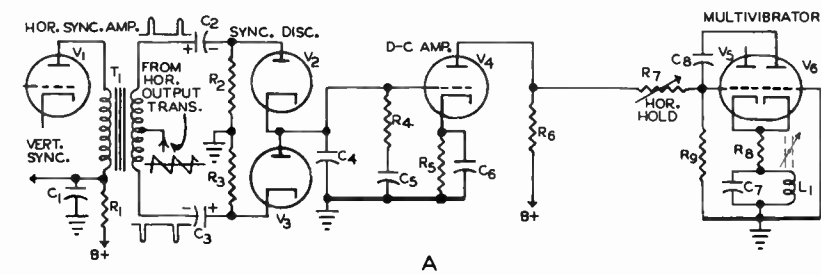 HOR. SYNC. AMP.
C2
SYNC. DISC.
MULTIVIBRATOR
V1
T1
+ -
FROM
HOR.
OUTPUT
TRANS.
R2
V2
D-C AMP.
V4
C8
V5
V6
R7
HOR.
HOLD
VERT.
SYNC.
R3
C4
R4
C5
R5
C6
R6
R9
R8
C7
L1
C1
R1
B+
- +
C3
V3
B+
A